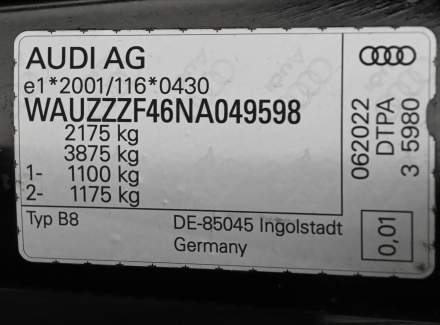 AUDI AG
e1*2001/116*0430
WAUZZZF46NA049598
2175 kg
3875 kg
1- 1100 kg
2- 1175 kg
Typ B8
DE-85045 Ingolstadt
Germany
062022
DTPA
3 5980
0,01